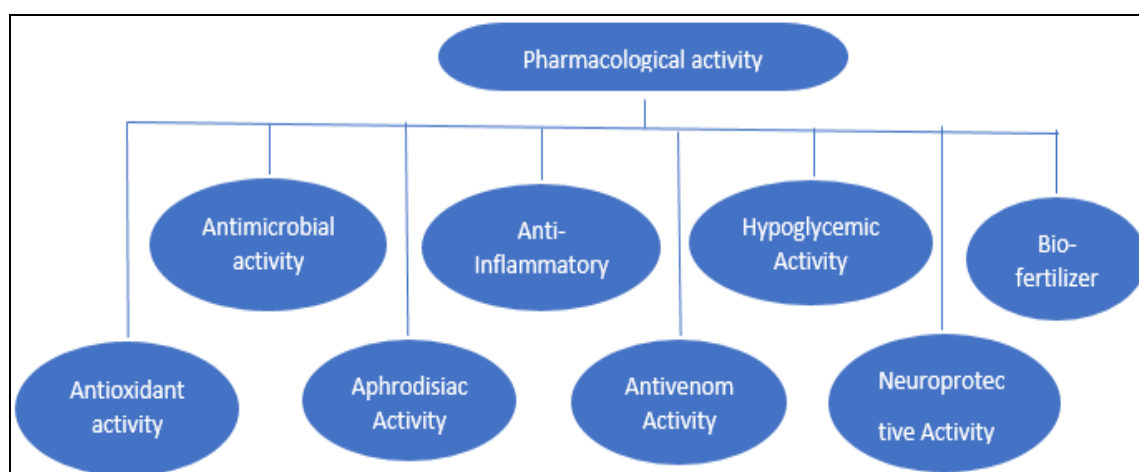 Pharmacological activity
Antimicrobial
activity
Anti-
Inflammatory
Hypoglycemic
Activity
Bio-
fertilizer
Antioxidant
activity
Aphrodisiac
Activity
Antivenom
Activity
Neuroprotec
tive Activity